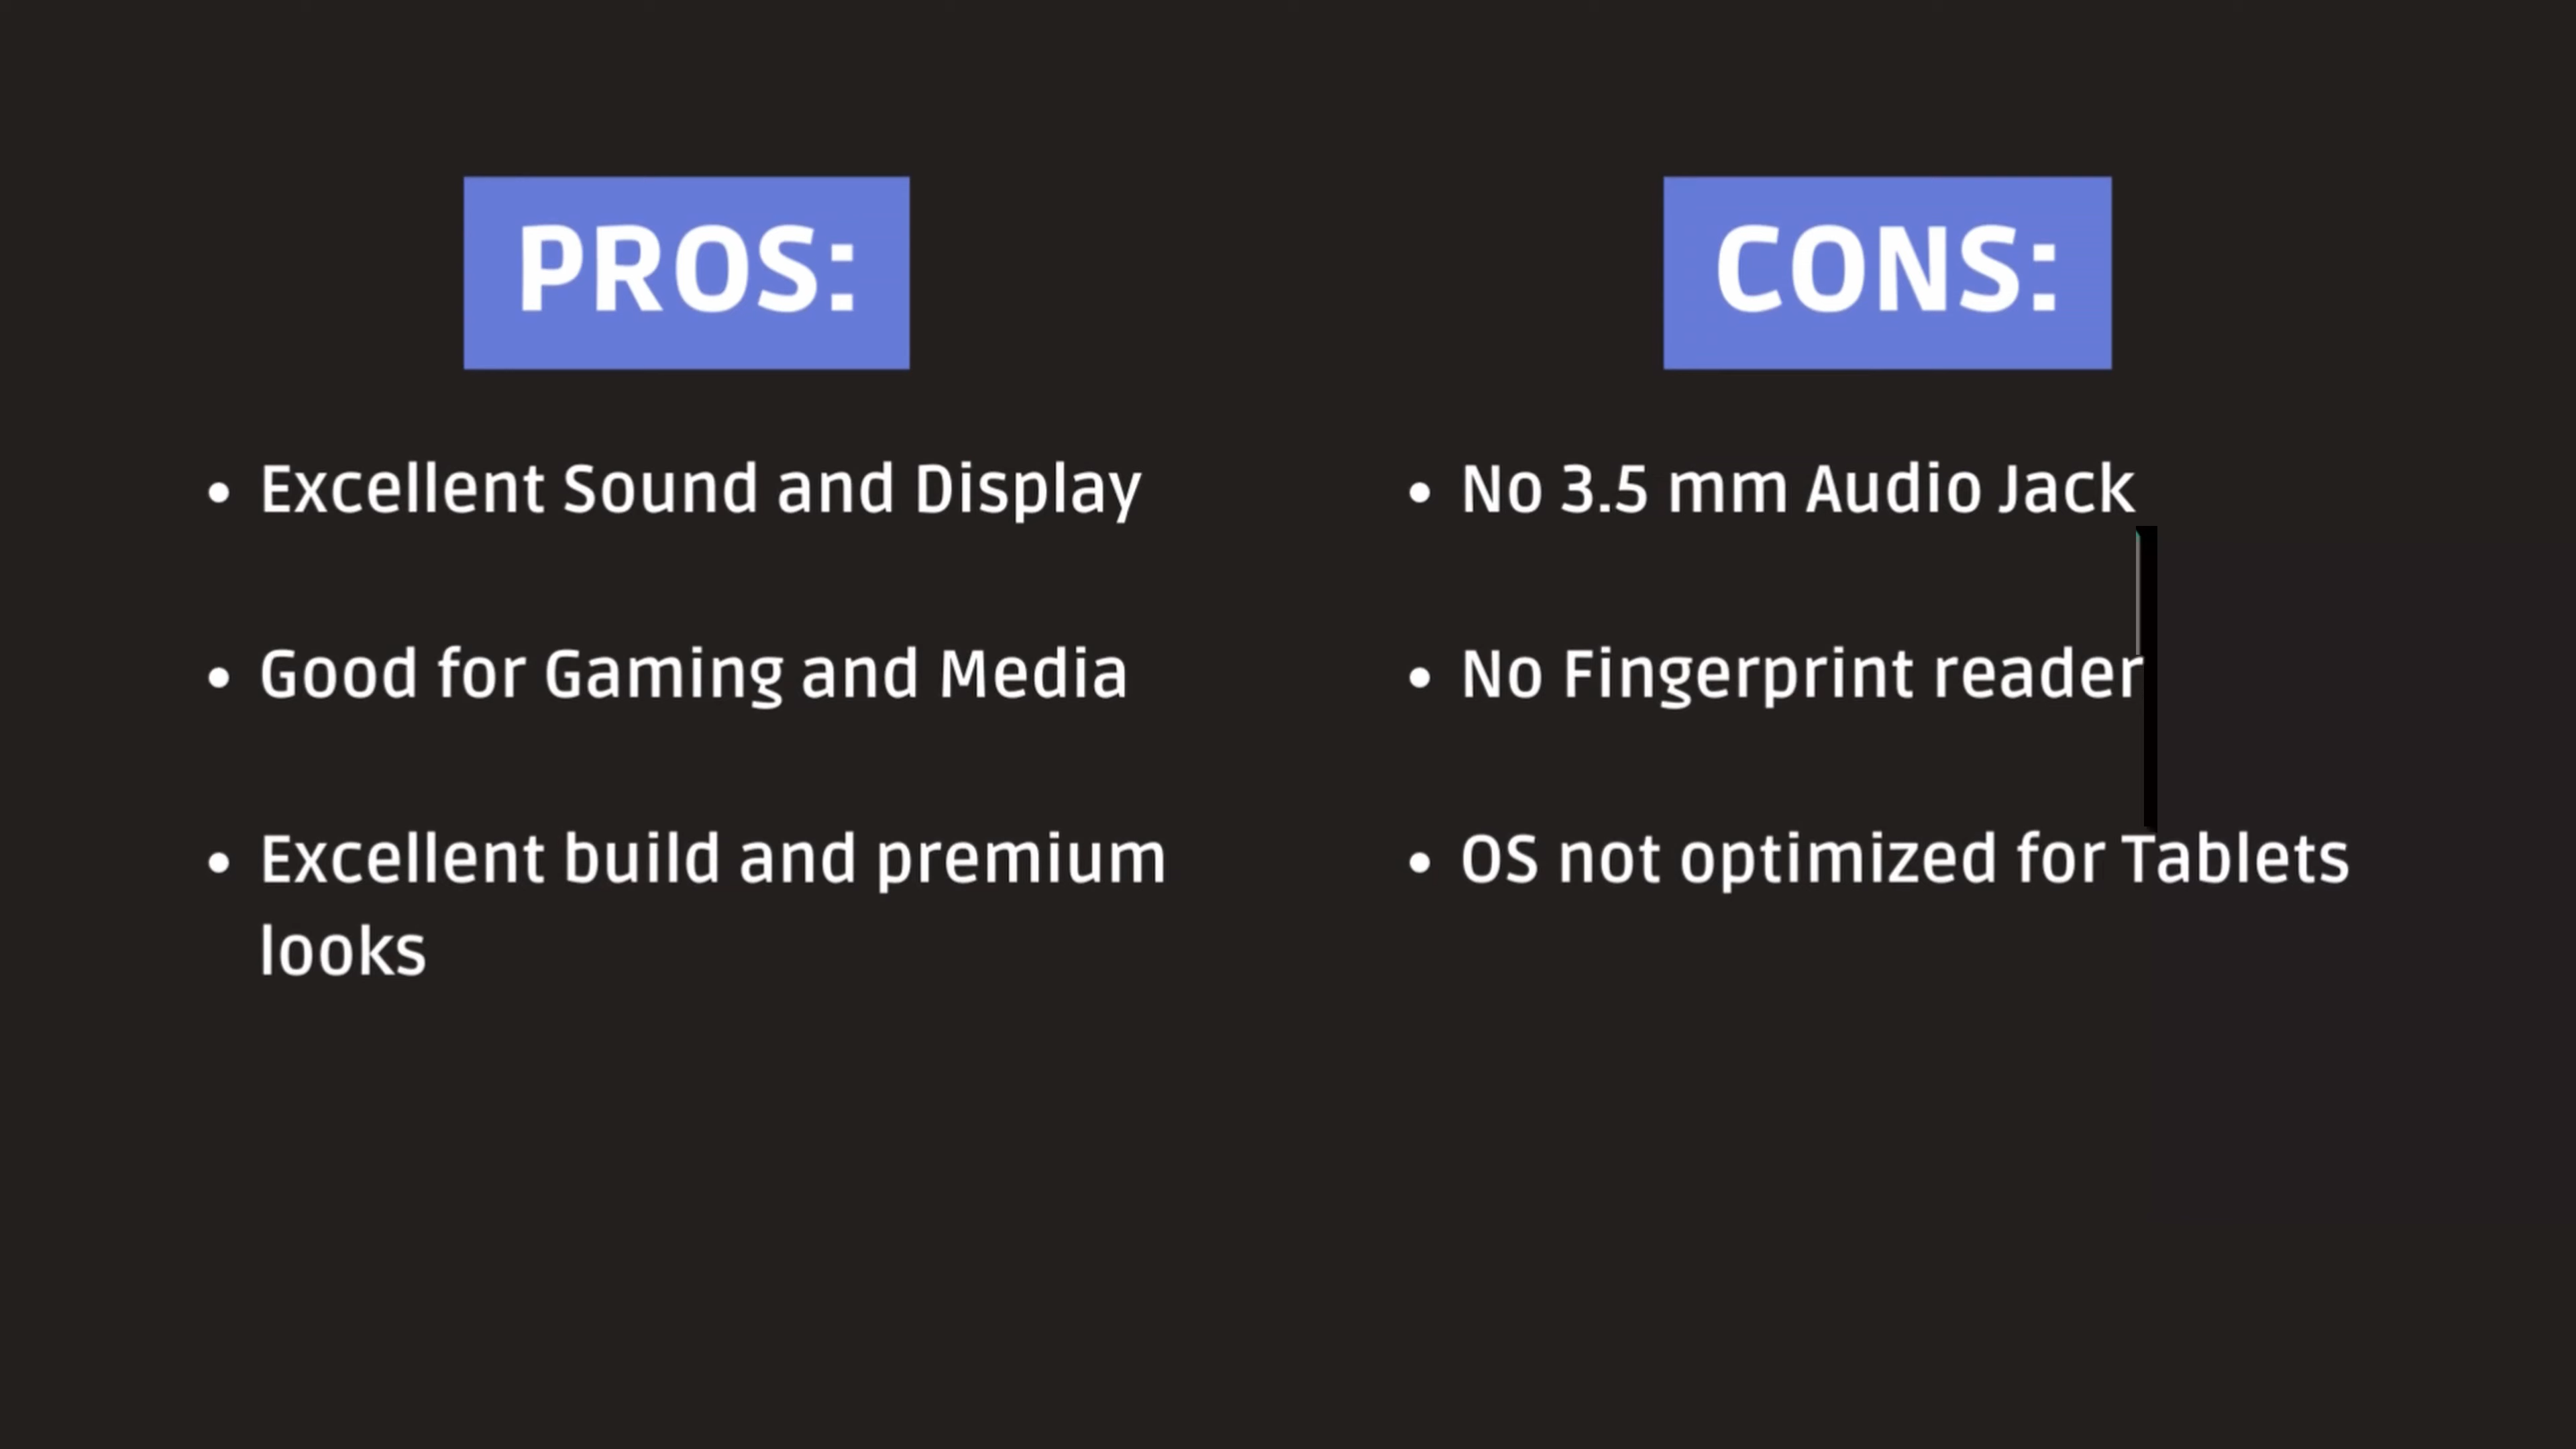 PROS:
• Excellent Sound and Display
• Good for Gaming and Media
• Excellent build and premium
looks
CONS:
• No 3.5 mm Audio Jack
• No Fingerprint reader
• OS not optimized for Tablets